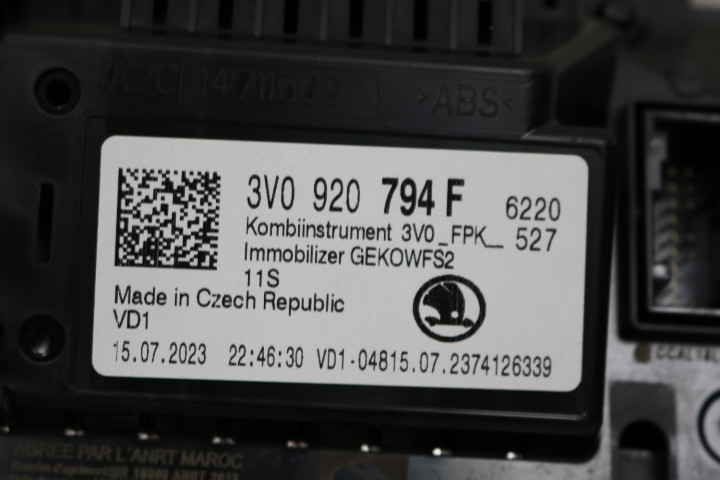 >ABS<
3V0 920 794 F 6220
Kombiinstrument 3V0_FPK_ 527
Immobilizer GEKOWFS2
11S
Made in Czech Republic
VD1
15.07.2023 22:46:30 VD1-04815.07.2374126339
AGREE PAR L'ANRT MAROC